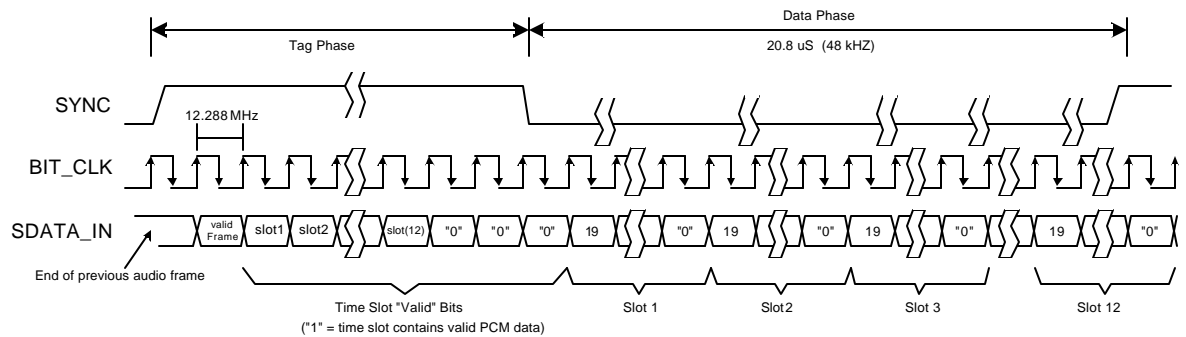 Data Phase
Tag Phase
20.8 uS (48 kHZ)
SYNC
12.288 MHz
BIT_CLK
SDATA_IN
valid
Frame
slot1
slot2
slot(12)
"0"
"0"
"0"
19
"0"
19
"0"
19
"0"
19
"0"
End of previous audio frame
Time Slot "Valid" Bits
("1" = time slot contains valid PCM data)
Slot 1
Slot2
Slot 3
Slot 12